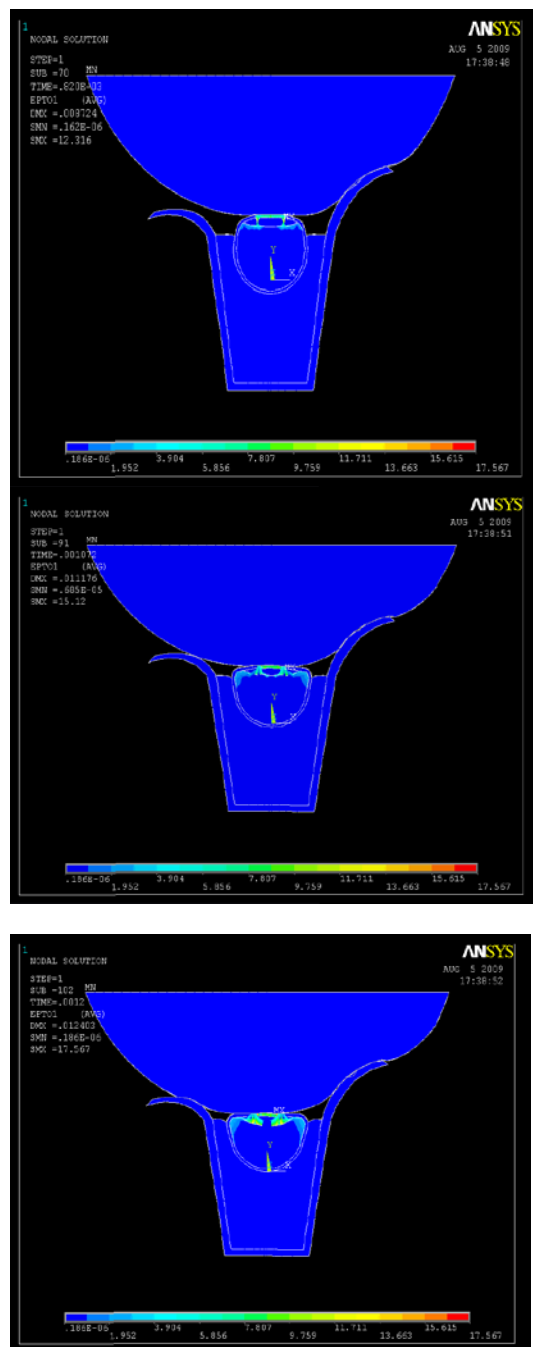 1
ANSYS
NODAL SOLUTION
AUG 5 2009
17:38:48
STEP=1
SUB =70
MN
TIME=.820E-03
EPTO1 (AVG)
DMX =.008724
SMN =.162E-06
SMX =12.316
Y
X
.186E-06
1.952
3.904
5.856
7.807
9.759
11.711
13.663
15.615
17.567
1
ANSYS
NODAL SOLUTION
AUG 5 2009
17:38:51
STEP=1
SUB =91
MN
TIME=.001072
EPTO1 (AVG)
DMX =.011176
SMN =.685E-05
SMX =15.12
Y
X
.186E-06
1.952
3.904
5.856
7.807
9.759
11.711
13.663
15.615
17.567
1
ANSYS
NODAL SOLUTION
AUG 5 2009
17:38:52
STEP=1
SUB =102
MN
TIME=.0012
EPTO1 (AVG)
DMX =.012403
SMN =.186E-06
SMX =17.567
MX
Y
X
.186E-06
1.952
3.904
5.856
7.807
9.759
11.711
13.663
15.615
17.567